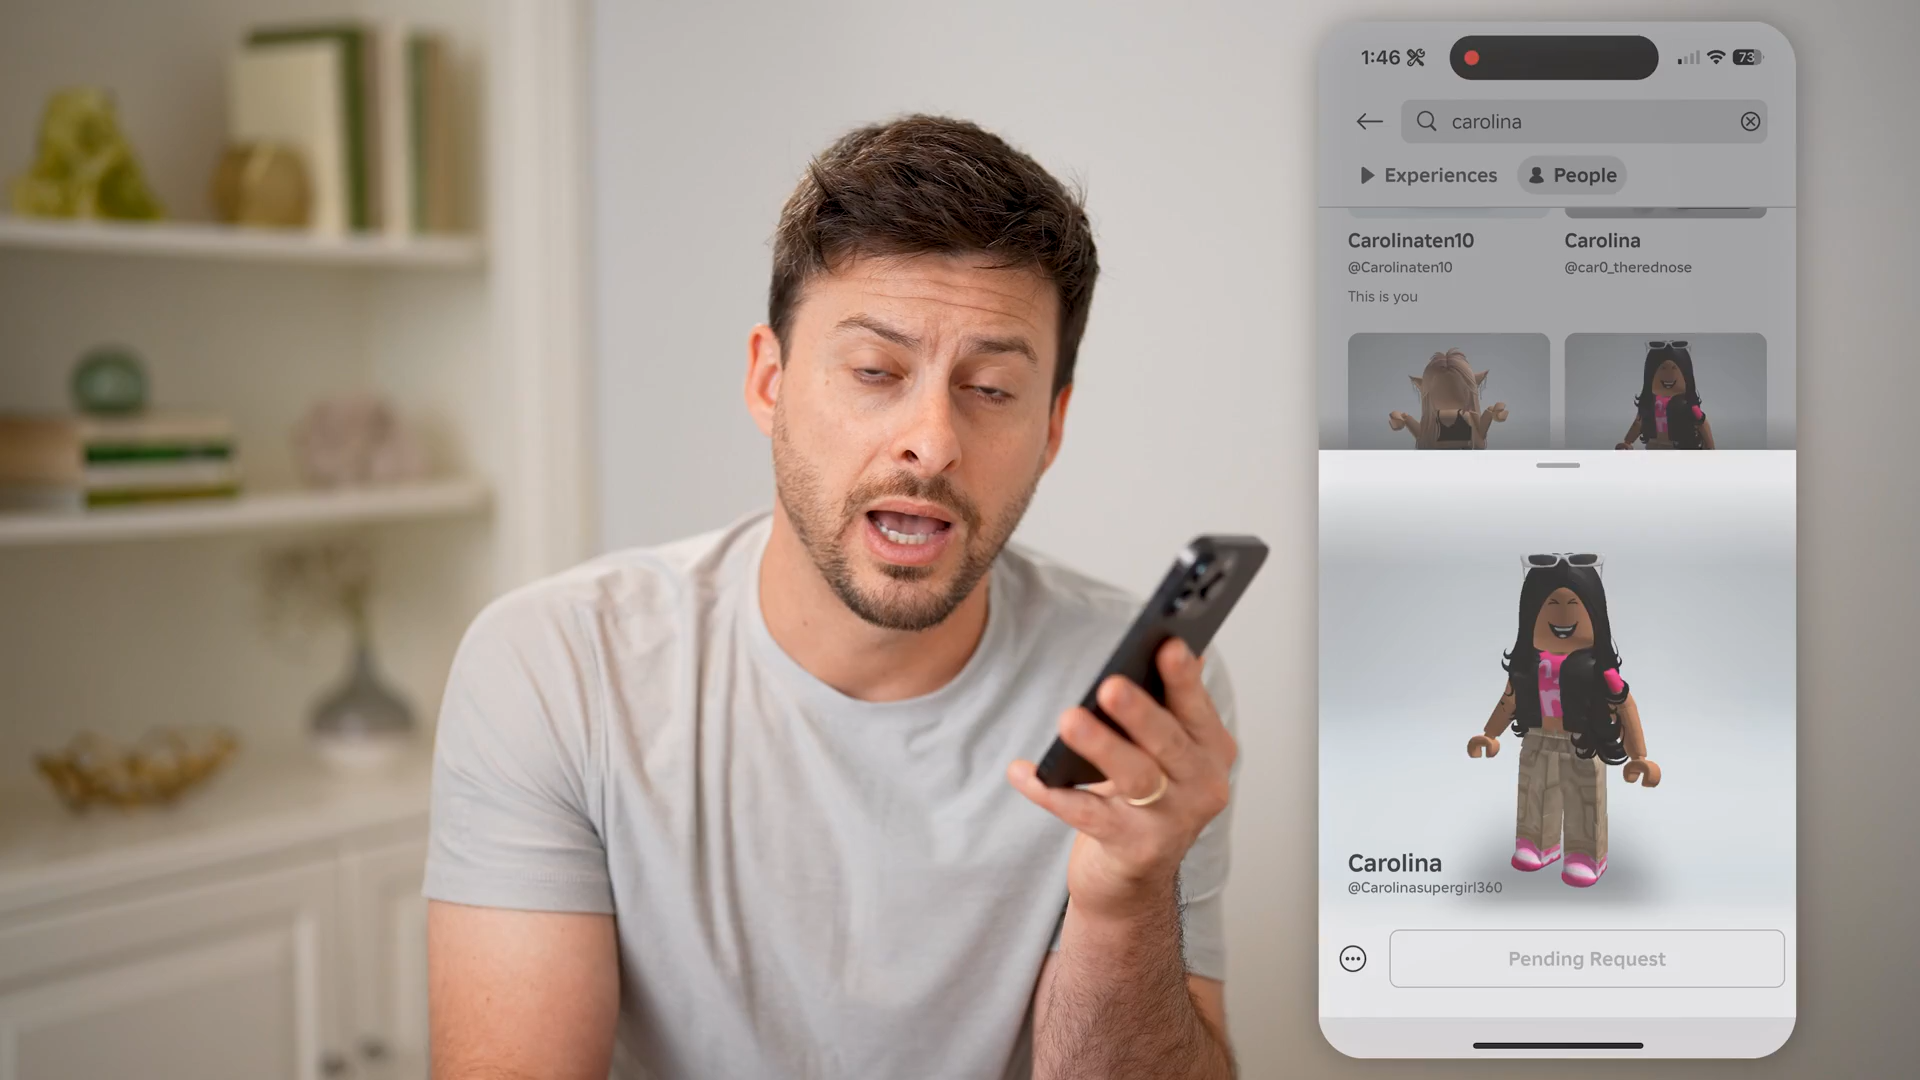 1:46
73
carolina
Experiences
People
Carolinaten10
@Carolinaten10
This is you
Carolina
@car0_therednose
Carolina
@Carolinasupergirl360
Pending Request